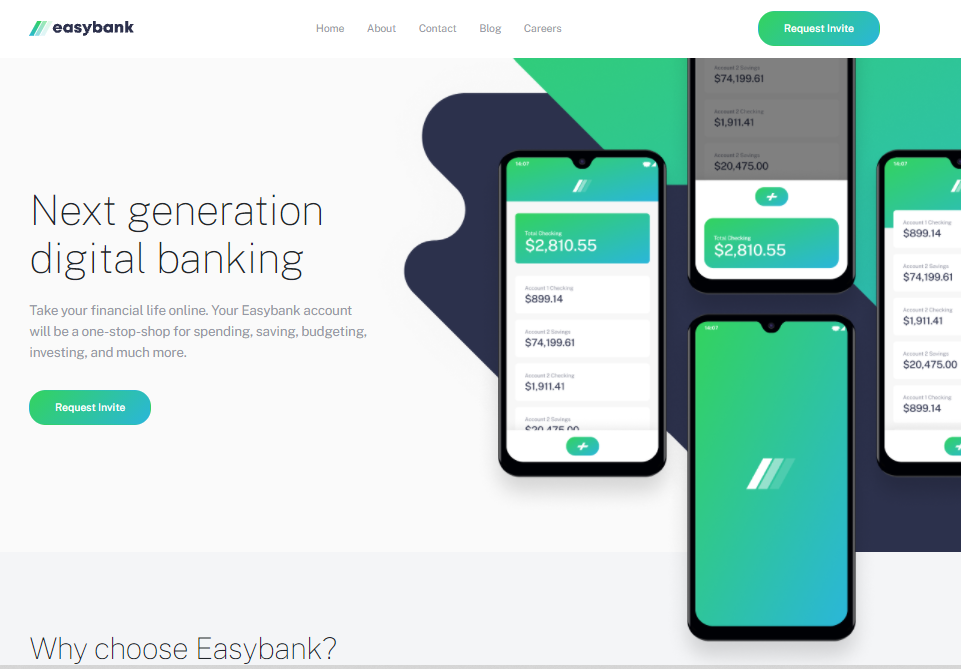 easybank
Home
About
Contact
Blog
Careers
Request Invite
Next generation
digital banking
Take your financial life online. Your Easybank account
will be a one-stop-shop for spending, saving, budgeting,
investing, and much more.
Request Invite
14:07
Total Checking
$2,810.55
Account 1 Checking
$899.14
Account 2 Savings
$74,199.61
Account 2 Checking
$1,911.41
Account 2 Savings
$20,475.00
Account 2 Savings
$74,199.61
Account 2 Checking
$1,911.41
Account 2 Savings
$20,475.00
Total Checking
$2,810.55
14:07
14:07
Account 1 Checking
$899.14
Account 2 Savings
$74,199.61
Account 2 Checking
$1,911.41
Account 2 Savings
$20,475.00
Account 1 Checking
$899.14
Why choose Easybank?